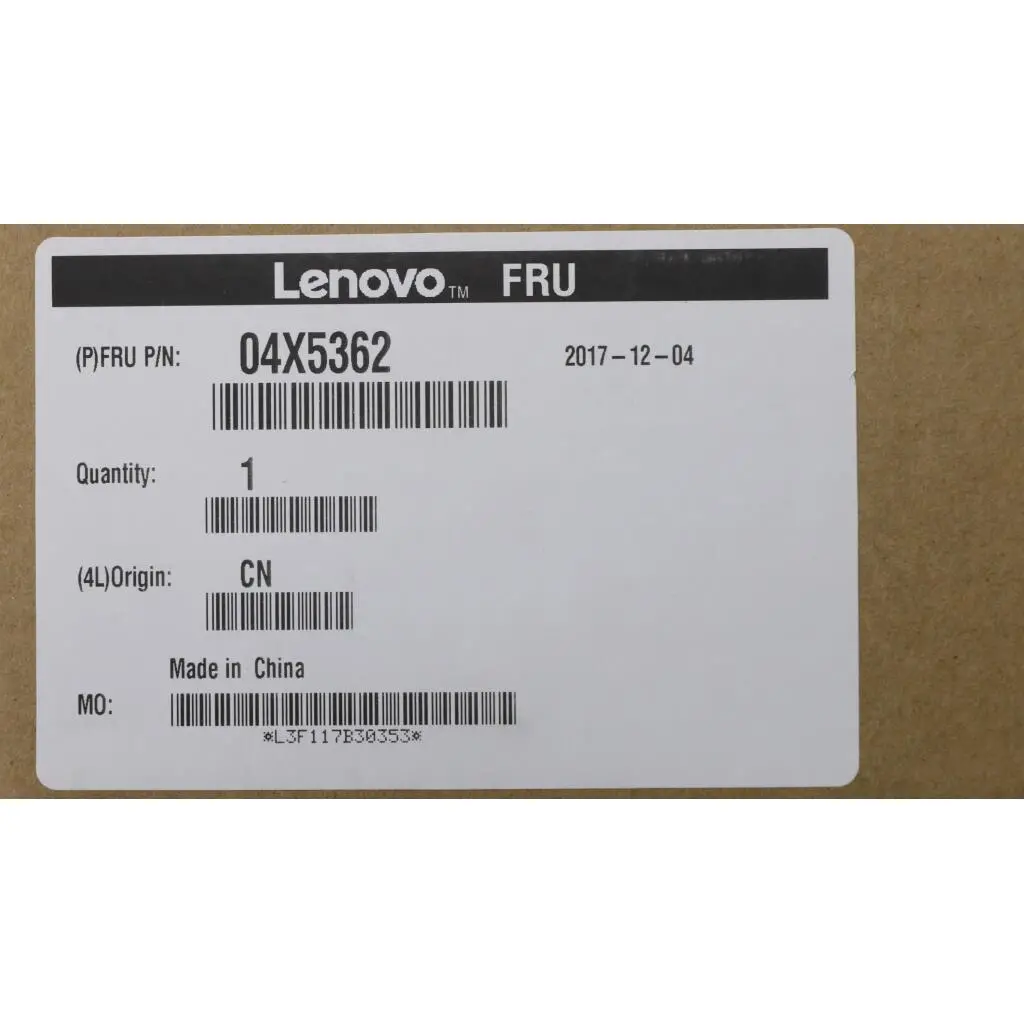 Lenovo™ FRU
(P)FRU P/N: 04X5362 2017-12-04
Quantity: 1
(4L)Origin: CN
Made in China
MO:
*L3F117B30353*